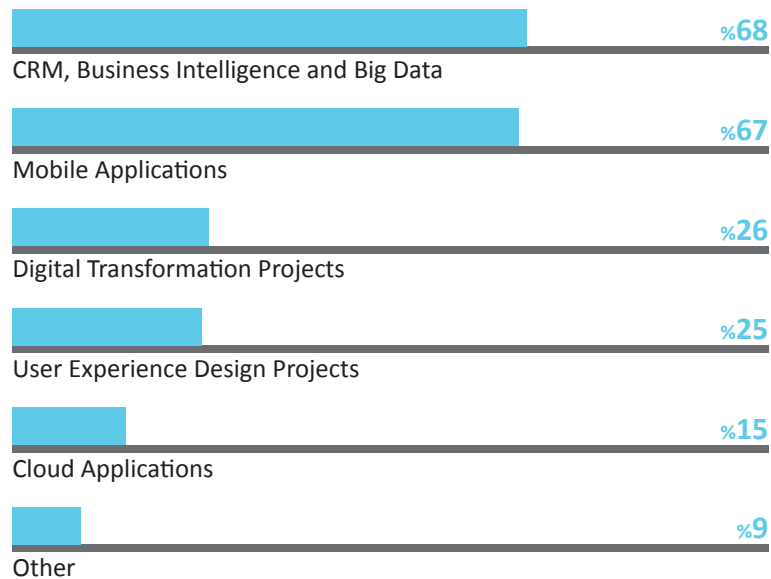 %68
CRM, Business Intelligence and Big Data
%67
Mobile Applications
%26
Digital Transformation Projects
%25
User Experience Design Projects
%15
Cloud Applications
%9
Other